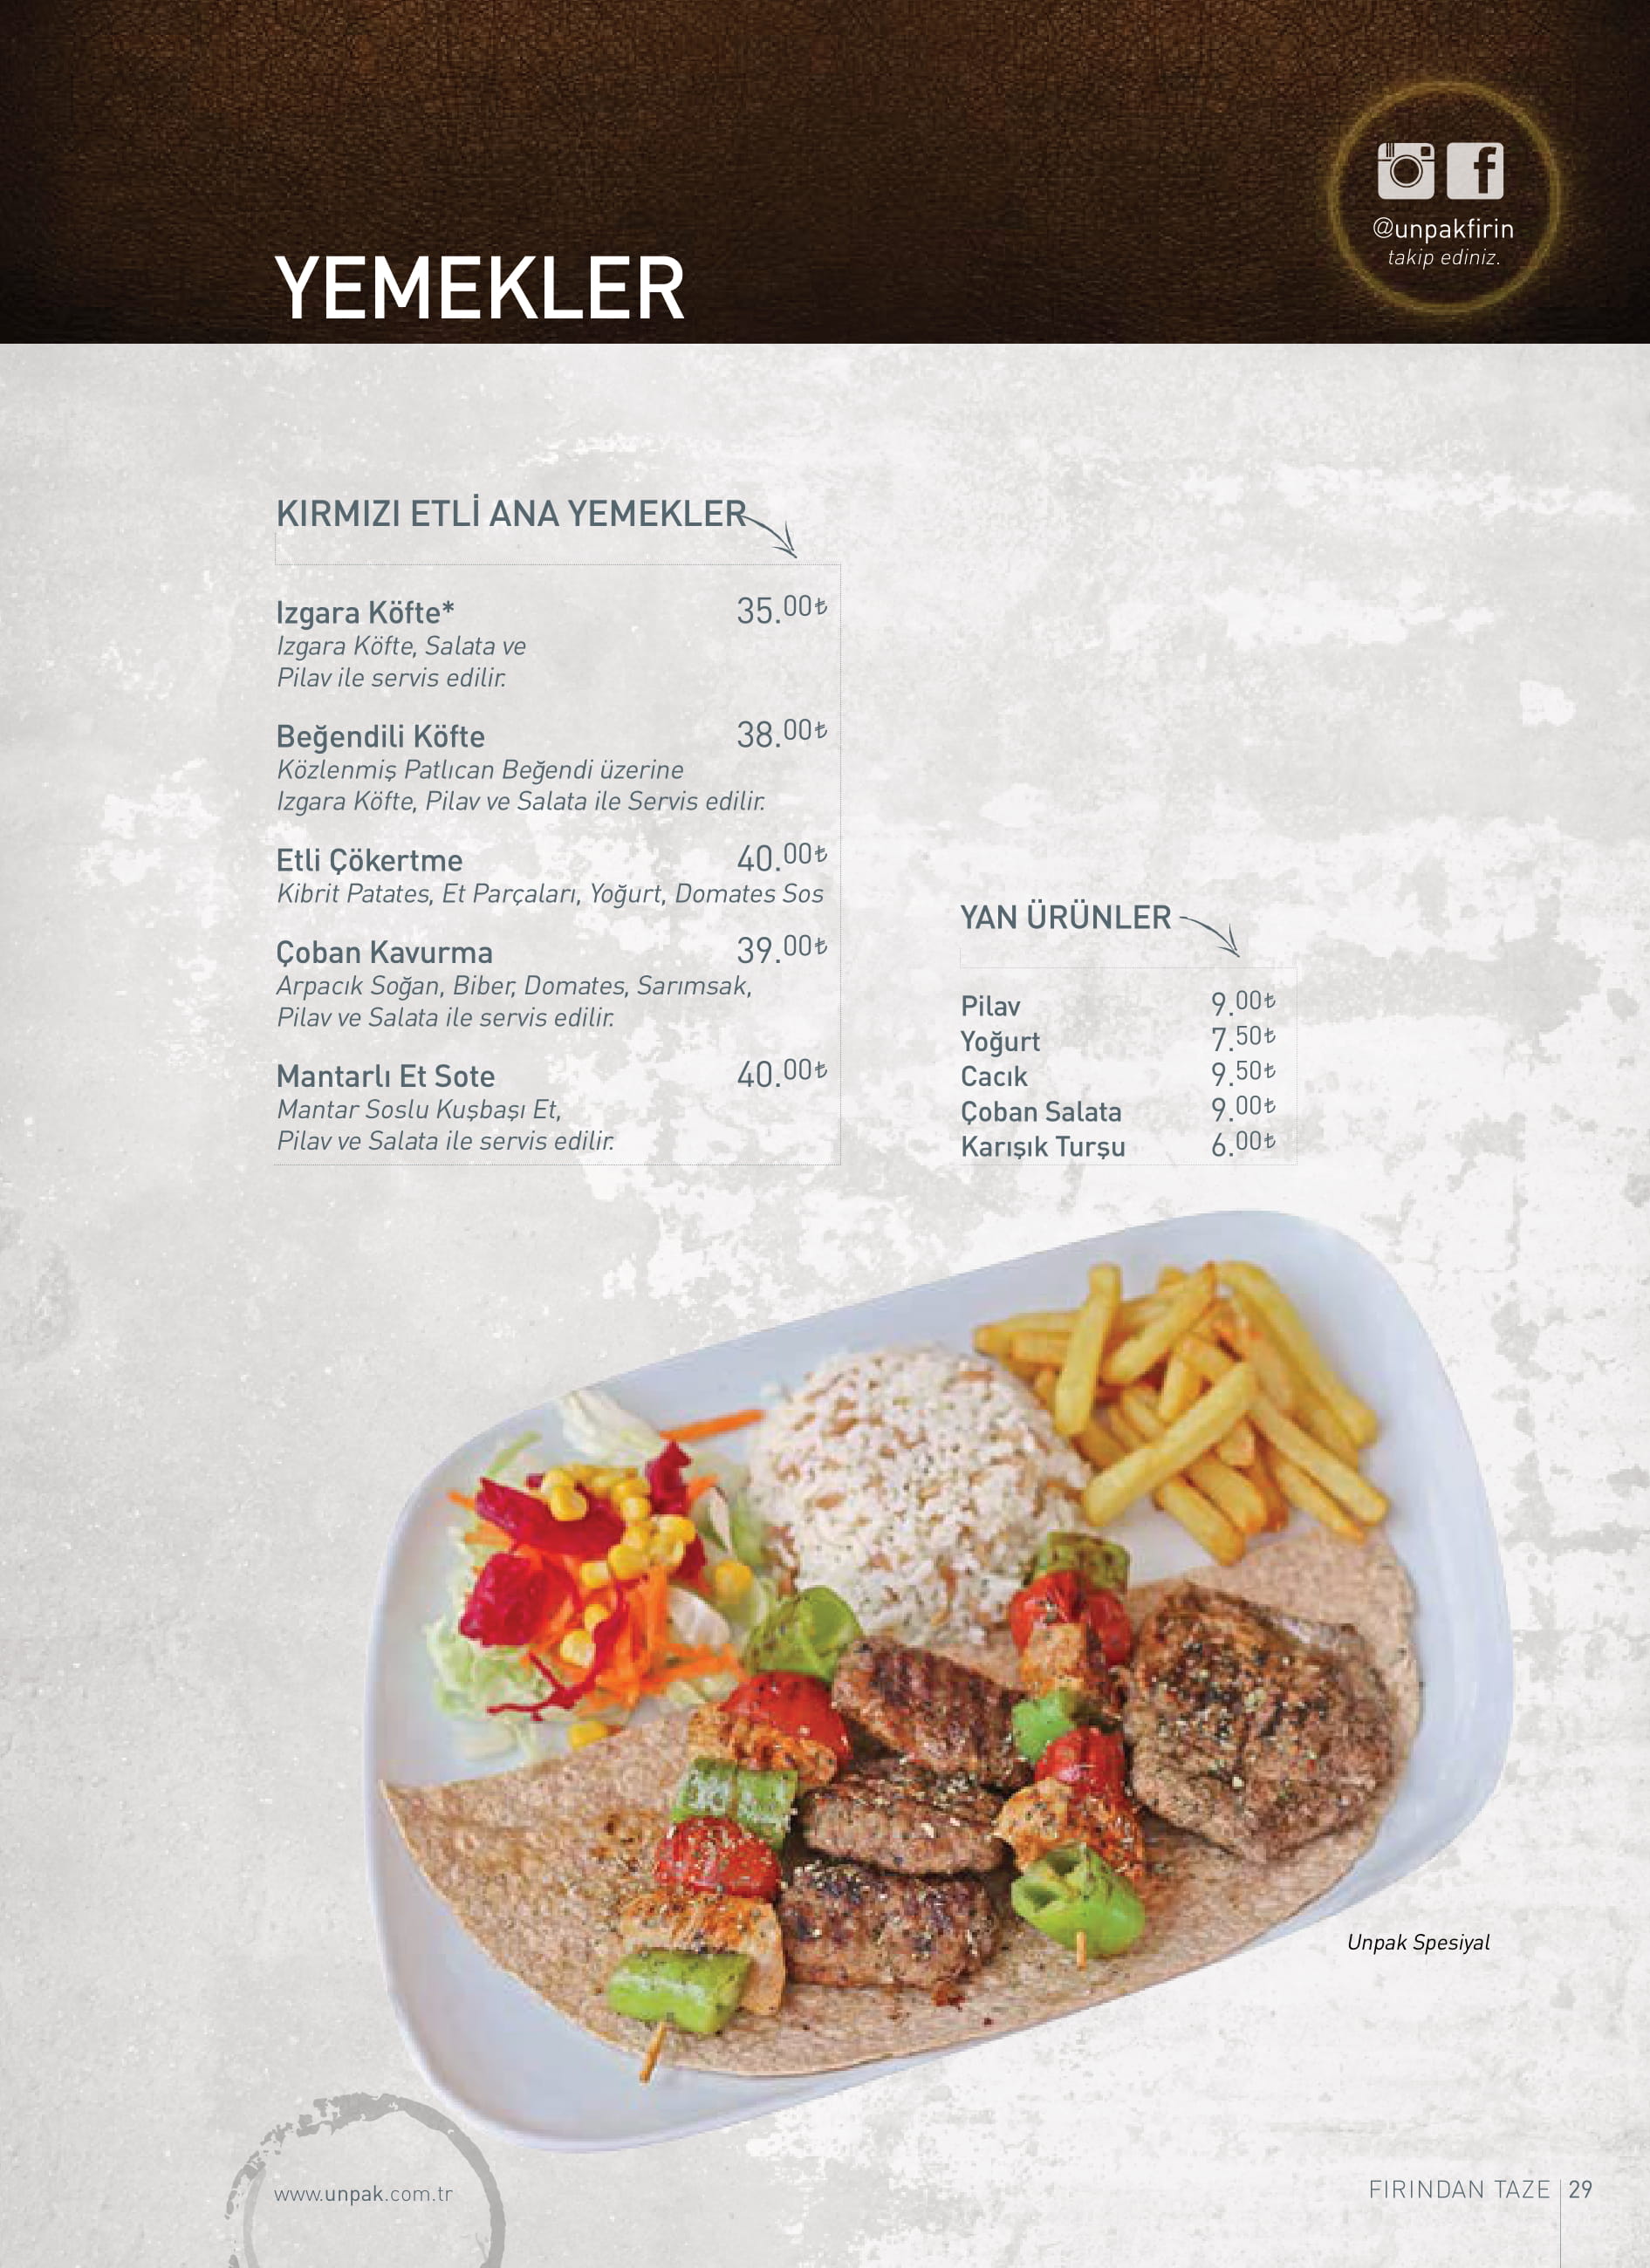 @unpakfirin
takip ediniz.
YEMEKLER
KIRMIZI ETLİ ANA YEMEKLER
Izgara Köfte* 35.00₺
Izgara Köfte, Salata ve
Pilav ile servis edilir.
Beğendili Köfte 38.00₺
Közlenmiş Patlıcan Beğendi üzerine
Izgara Köfte, Pilav ve Salata ile Servis edilir.
Etli Çökertme 40.00₺
Kibrit Patates, Et Parçaları, Yoğurt, Domates Sos
Çoban Kavurma 39.00₺
Arpacık Soğan, Biber, Domates, Sarımsak,
Pilav ve Salata ile servis edilir.
Mantarlı Et Sote 40.00₺
Mantar Soslu Kuşbaşı Et,
Pilav ve Salata ile servis edilir.
YAN ÜRÜNLER
Pilav 9.00₺
Yoğurt 7.50₺
Cacık 9.50₺
Çoban Salata 9.00₺
Karışık Turşu 6.00₺
Unpak Spesiyal
www.unpak.com.tr
FIRINDAN TAZE 29